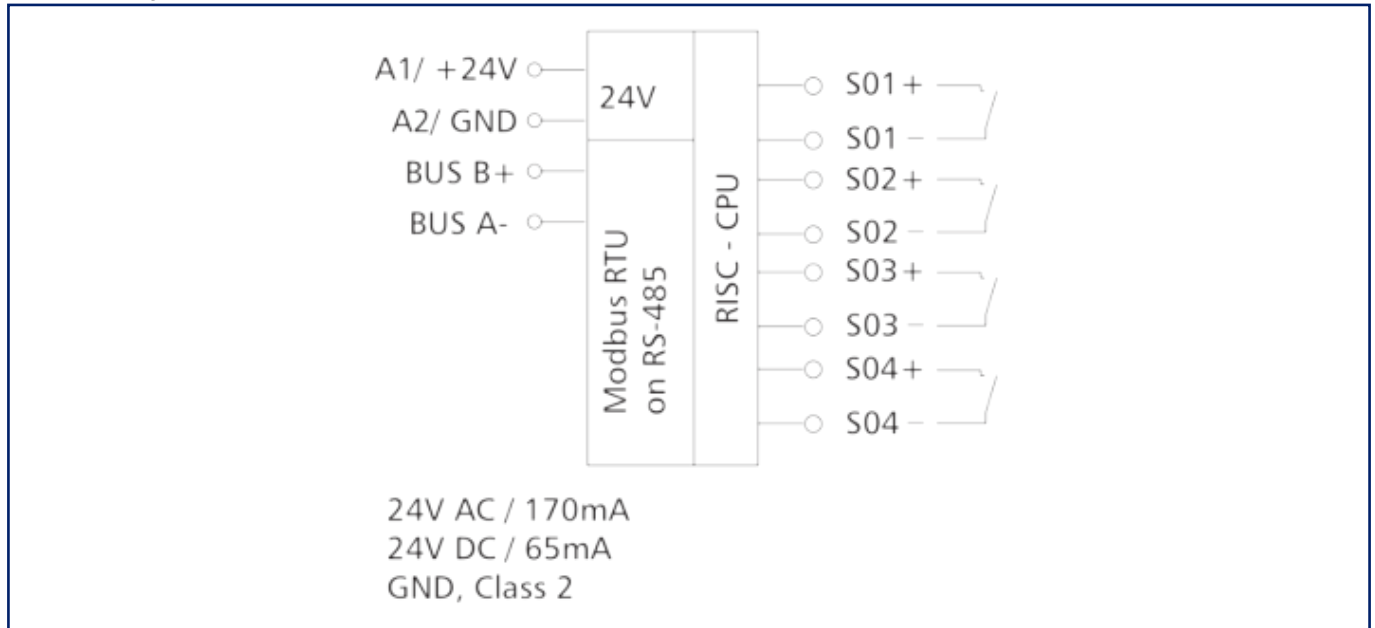 A1/ +24V
A2/ GND
BUS B+
BUS A-
24V
Modbus RTU
on RS-485
RISC - CPU
S01+
S01−
S02+
S02−
S03+
S03−
S04+
S04−
24V AC / 170mA
24V DC / 65mA
GND, Class 2